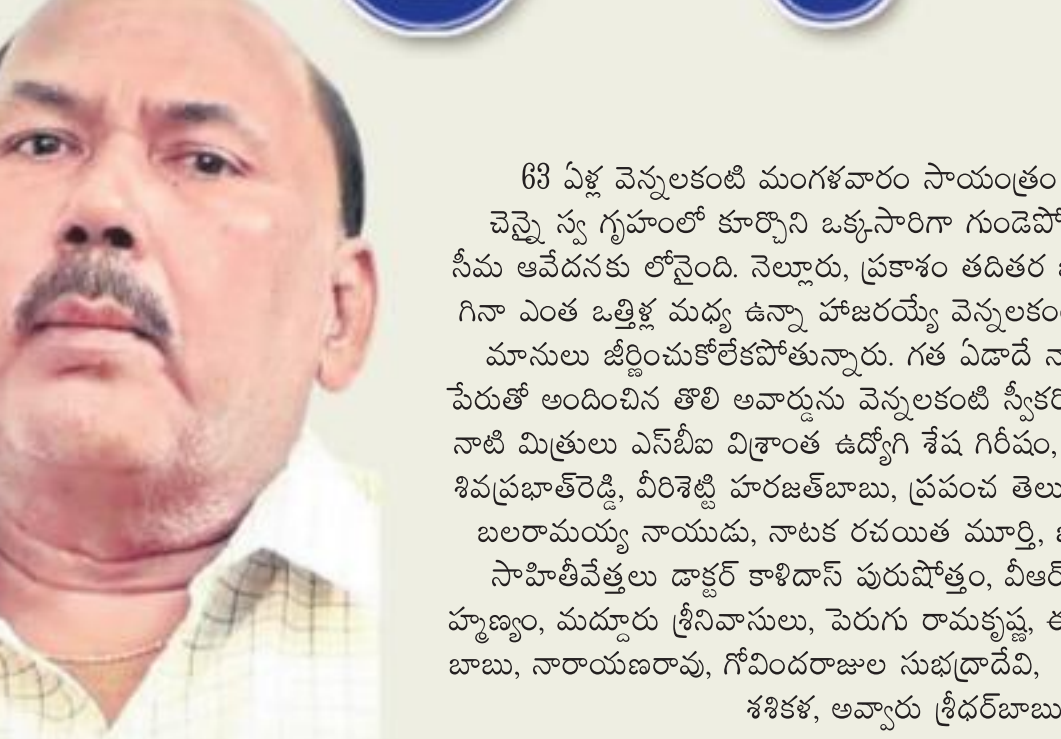 63 ఏళ్ల వెన్నలకంటి మంగళవారం సాయంత్రం
చెన్నై స్వ గృహంలో కూర్చొని ఒక్కసారిగా గుండెపో
సీమ ఆవేదనకు లోనైంది. నెల్లూరు, ప్రకాశం తదితర
గినా ఎంత ఒత్తిళ్ల మధ్య ఉన్నా హాజరయ్యే వెన్నలకం
మానులు జీర్ణించుకోలేకపోతున్నారు. గత ఏడాదే నా
పేరుతో అందించిన తొలి అవార్డును వెన్నలకంటి స్వీకరి
నాటి మిత్రులు ఎస్‌బీఐ విశ్రాంత ఉద్యోగి శేష గిరీషం,
శివప్రభాత్‌రెడ్డి, వీరిశెట్టి హరజత్‌బాబు, ప్రపంచ తెలు
బలరామయ్య నాయుడు, నాటక రచయిత మూర్తి,
సాహితీవేత్తలు డాక్టర్ కాళిదాస్ పురుషోత్తం, వీఆర్
హ్మణ్యం, మద్దూరు శ్రీనివాసులు, పెరుగు రామకృష్ణ, ఈ
బాబు, నారాయణరావు, గోవిందరాజుల సుభద్రాదేవి,
శశికళ, అవ్వారు శ్రీధర్‌బాబు